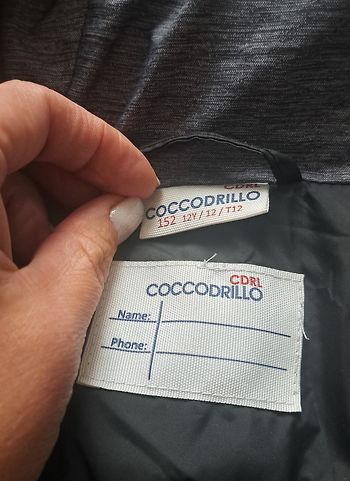 CDRL
COCCODRILLO
152 12Y / 12 / T12
CDRL
COCCODRILLO
Name:
Phone: